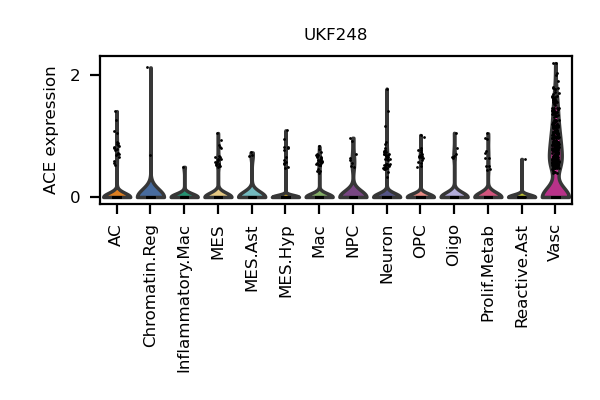 UKF248
ACE expression
2
0
AC
Chromatin.Reg
Inflammatory.Mac
MES
MES.Ast
MES.Hyp
Mac
NPC
Neuron
OPC
Oligo
Prolif.Metab
Reactive.Ast
Vasc